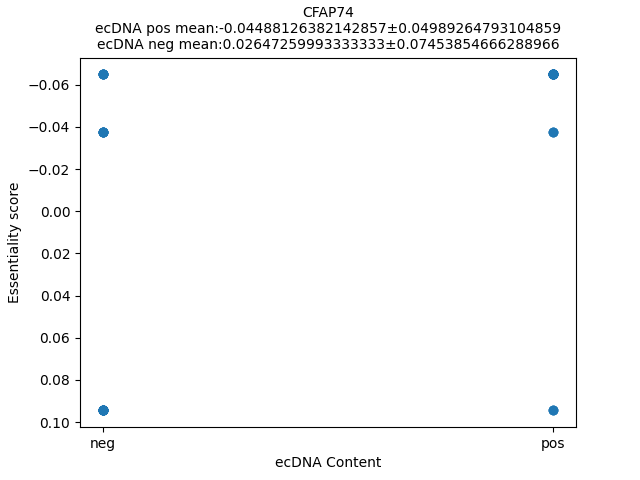 CFAP74
ecDNA pos mean:-0.04488126382142857±0.04989264793104859
ecDNA neg mean:0.02647259993333333±0.07453854666288966
−0.06
−0.04
−0.02
0.00
0.02
0.04
0.06
0.08
0.10
Essentiality score
neg
pos
ecDNA Content